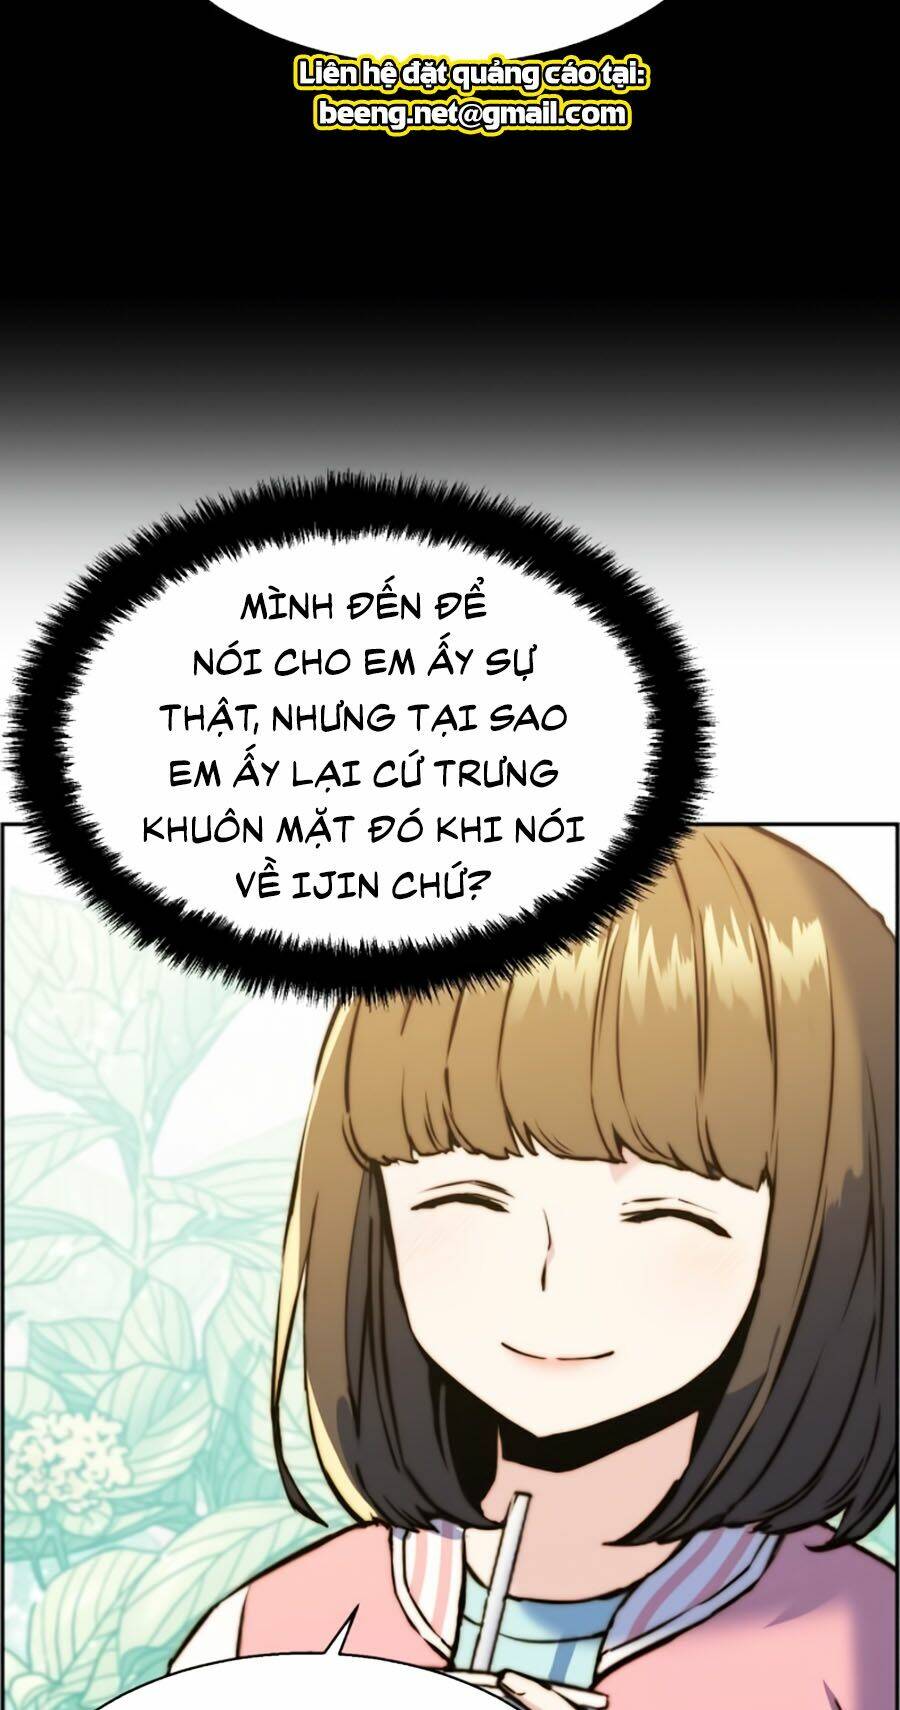 Liên hệ đặt quảng cáo tại:
beeng.net@gmail.com
MÌNH ĐẾN ĐỂ
NÓI CHO EM ẤY SỰ
THẬT, NHƯNG TẠI SAO
EM ẤY LẠI CỨ TRƯNG
KHUÔN MẶT ĐÓ KHI NÓI
VỀ IJIN CHỨ?